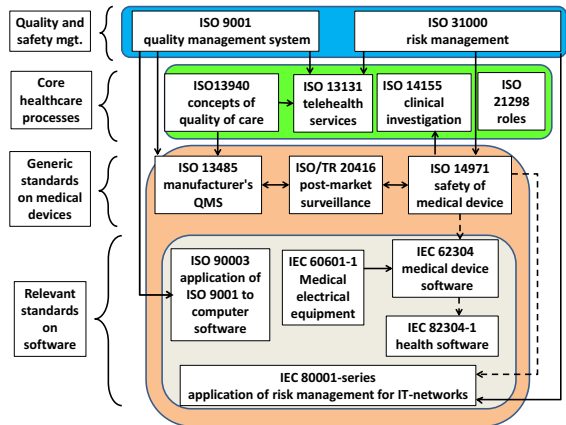 Quality and
safety mgt.
ISO 9001
quality management system
ISO 31000
risk management
Core
healthcare
processes
ISO13940
concepts of
quality of care
ISO 13131
telehealth
services
ISO 14155
clinical
investigation
ISO
21298
roles
Generic
standards
on medical
devices
ISO 13485
manufacturer's
QMS
ISO/TR 20416
post-market
surveillance
ISO 14971
safety of
medical device
Relevant
standards
on
software
ISO 90003
application of
ISO 9001 to
computer
software
IEC 60601-1
Medical
electrical
equipment
IEC 62304
medical device
software
IEC 82304-1
health software
IEC 80001-series
application of risk management for IT-networks